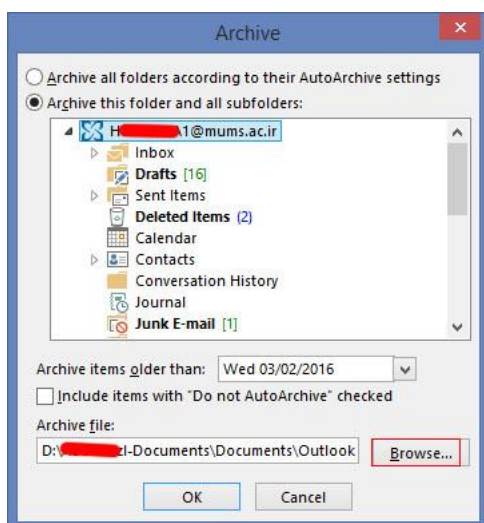 Archive
Archive all folders according to their AutoArchive settings
Archive this folder and all subfolders:
H A1@mums.ac.ir
Inbox
Drafts [16]
Sent Items
Deleted Items (2)
Calendar
Contacts
Conversation History
Journal
Junk E-mail [1]
Archive items older than: Wed 03/02/2016
Include items with "Do not AutoArchive" checked
Archive file:
D:\ zl-Documents\Documents\Outlook Browse...
OK Cancel